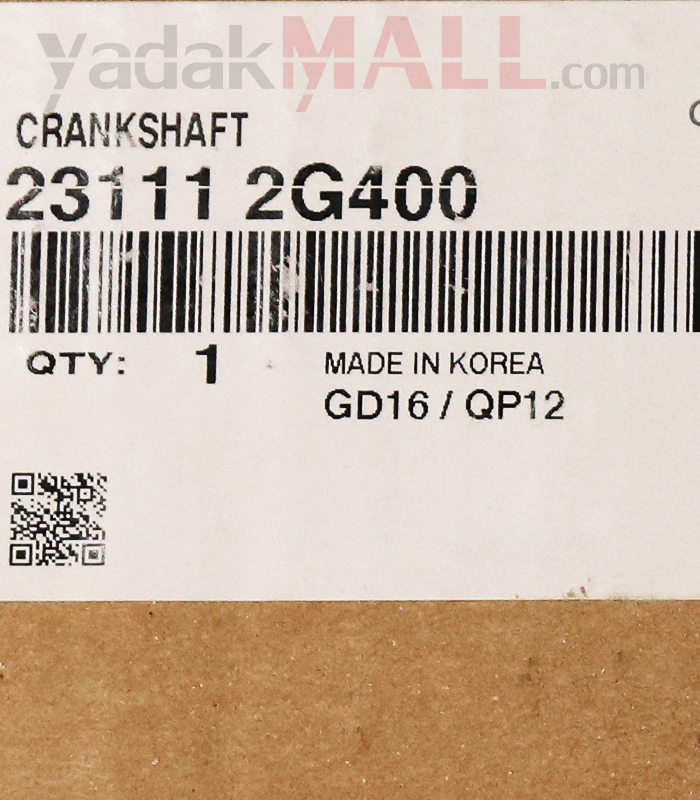 yadakMALL.com
CRANKSHAFT
23111 2G400
QTY: 1 MADE IN KOREA
GD16 / QP12